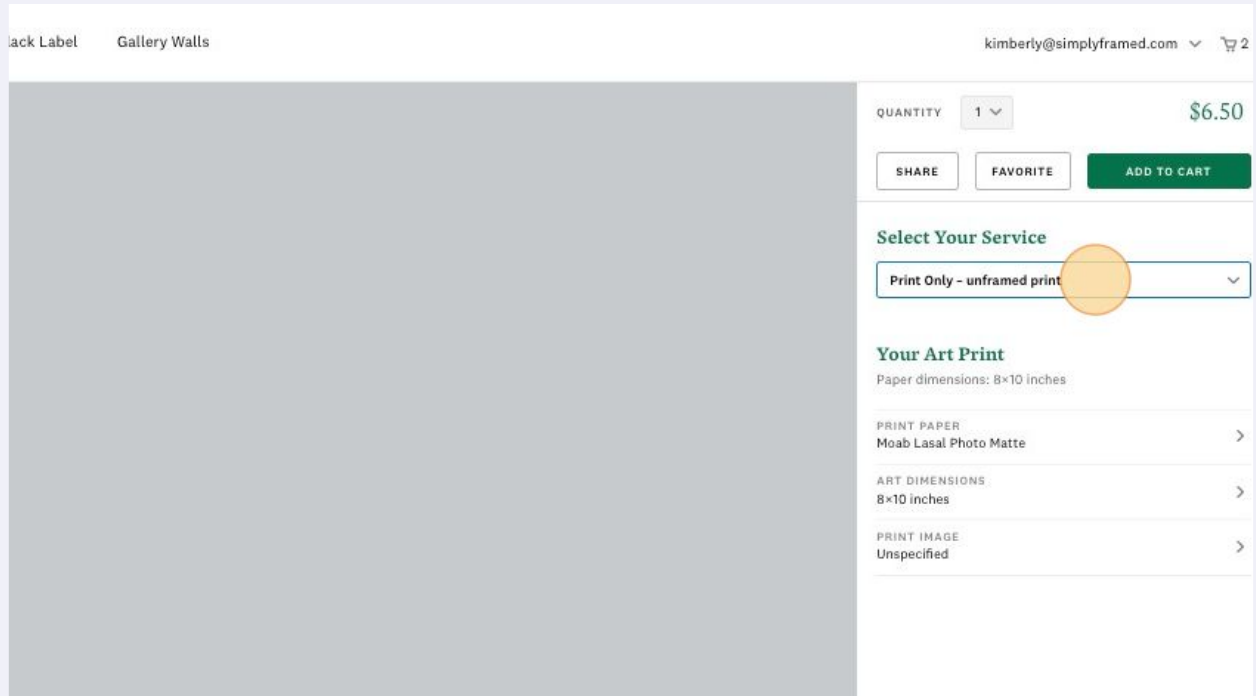 lack Label Gallery Walls kimberly@simplyframed.com 2
QUANTITY 1 $6.50
SHARE FAVORITE ADD TO CART
Select Your Service
Print Only – unframed print
Your Art Print
Paper dimensions: 8×10 inches
PRINT PAPER
Moab Lasal Photo Matte
ART DIMENSIONS
8×10 inches
PRINT IMAGE
Unspecified